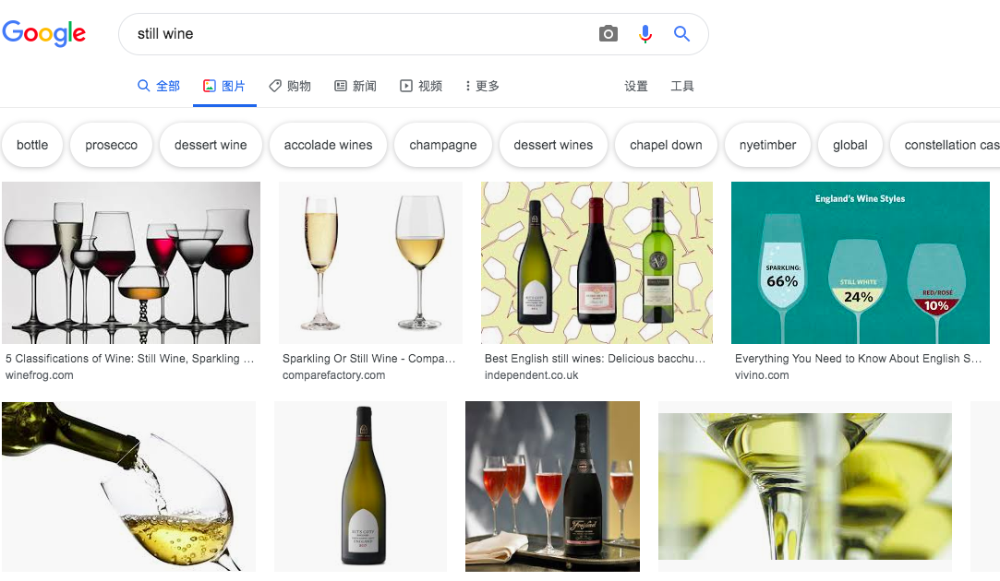 Google
still wine
全部
图片
购物
新闻
视频
更多
设置
工具
bottle
prosecco
dessert wine
accolade wines
champagne
dessert wines
chapel down
nyetimber
global
constellation cas
England's Wine Styles
SPARKLING:
66%
STILL WHITE
24%
RED/ROSÉ
10%
5 Classifications of Wine: Still Wine, Sparkling ...
winefrog.com
Sparkling Or Still Wine - Compa...
comparefactory.com
Best English still wines: Delicious bacchu...
independent.co.uk
Everything You Need to Know About English S...
vivino.com
ENGLAND
Freixenet